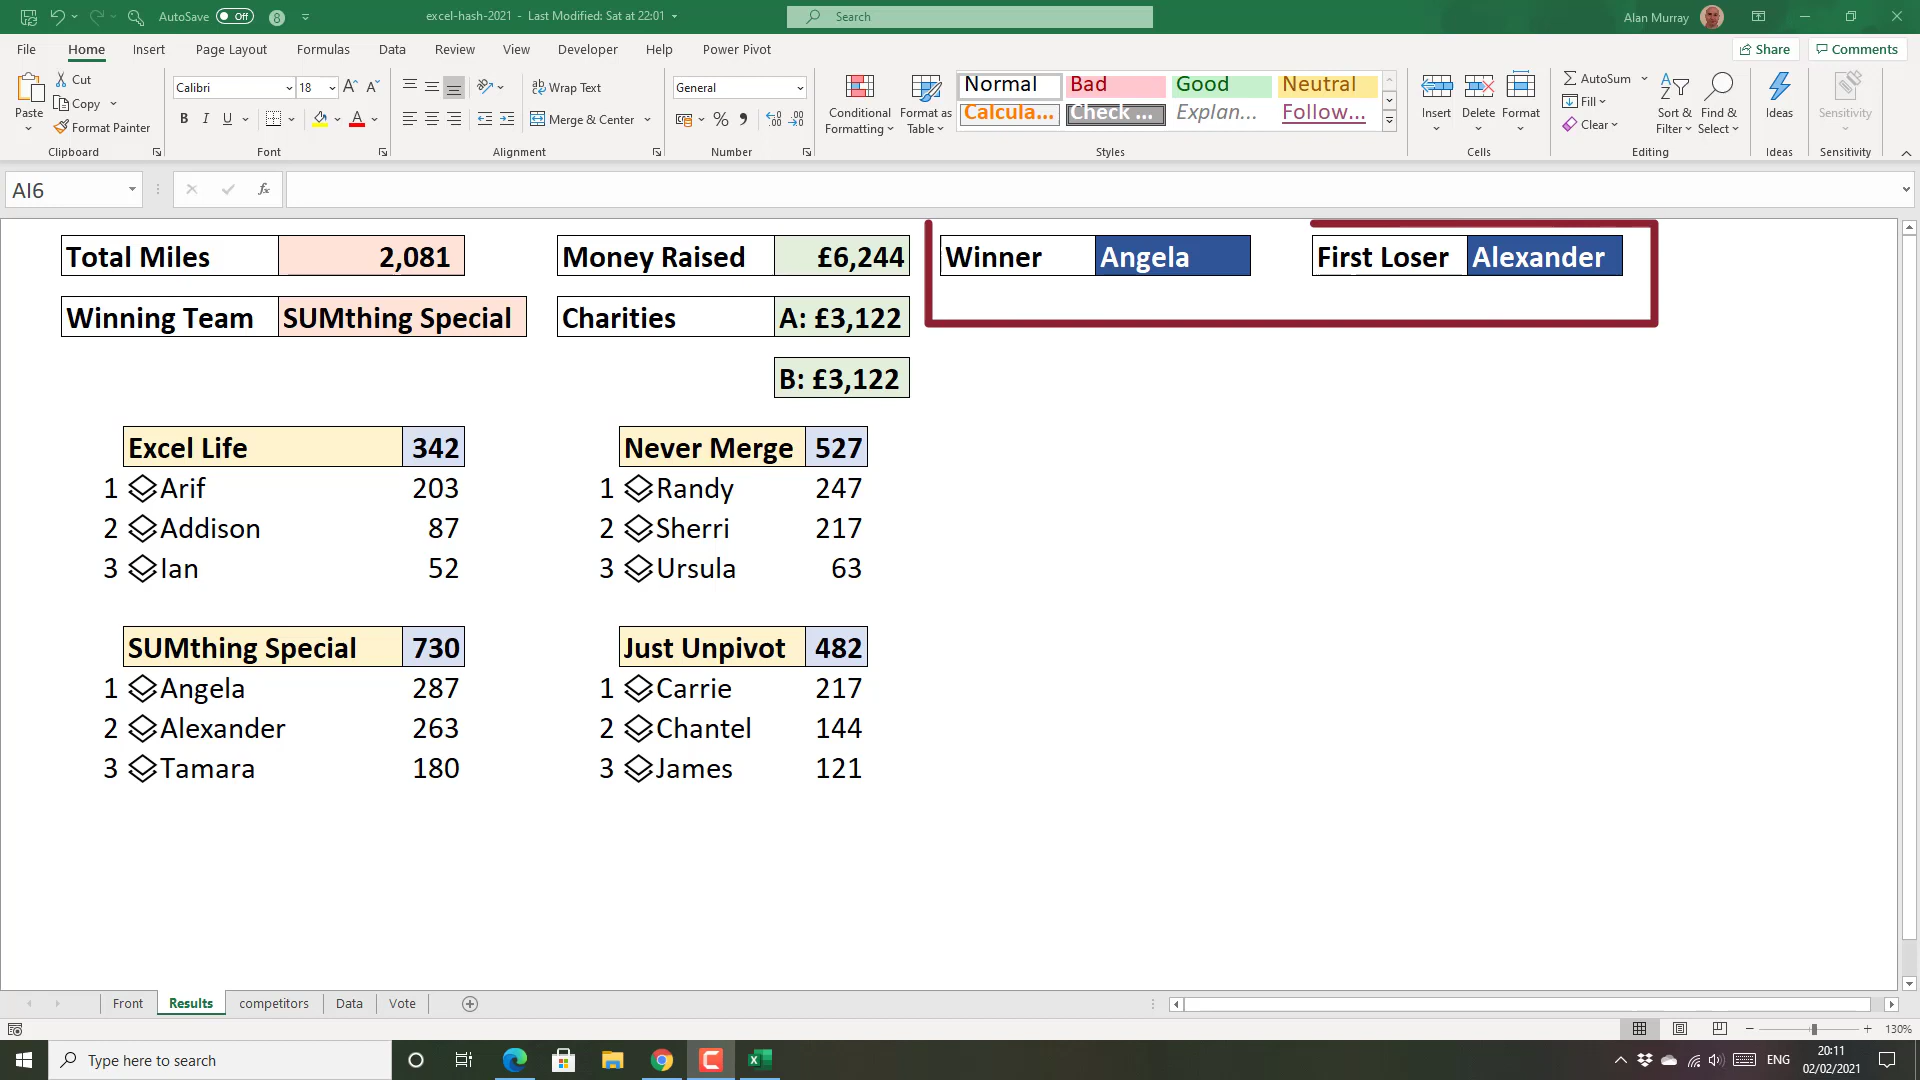 AutoSave Off 8 excel-hash-2021 - Last Modified: Sat at 22:01 Search Alan Murray
File Home Insert Page Layout Formulas Data Review View Developer Help Power Pivot Share Comments
Paste
Cut
Copy
Format Painter
Clipboard
Calibri 18
B I U
Font
Wrap Text
Merge & Center
Alignment
General
Number
Conditional Formatting
Format as Table
Normal Bad Good Neutral
Calcula... Check ... Explan... Follow...
Styles
Insert Delete Format
Cells
AutoSum
Fill
Clear
Sort & Filter
Find & Select
Editing
Ideas
Ideas
Sensitivity
Sensitivity
AI6 fx
Total Miles 2,081 Money Raised £6,244 Winner Angela First Loser Alexander
Winning Team SUMthing Special Charities A: £3,122
B: £3,122
Excel Life 342 Never Merge 527
1 Arif 203 1 Randy 247
2 Addison 87 2 Sherri 217
3 Ian 52 3 Ursula 63
SUMthing Special 730 Just Unpivot 482
1 Angela 287 1 Carrie 217
2 Alexander 263 2 Chantel 144
3 Tamara 180 3 James 121
Front Results competitors Data Vote
130%
Type here to search
ENG
20:11
02/02/2021